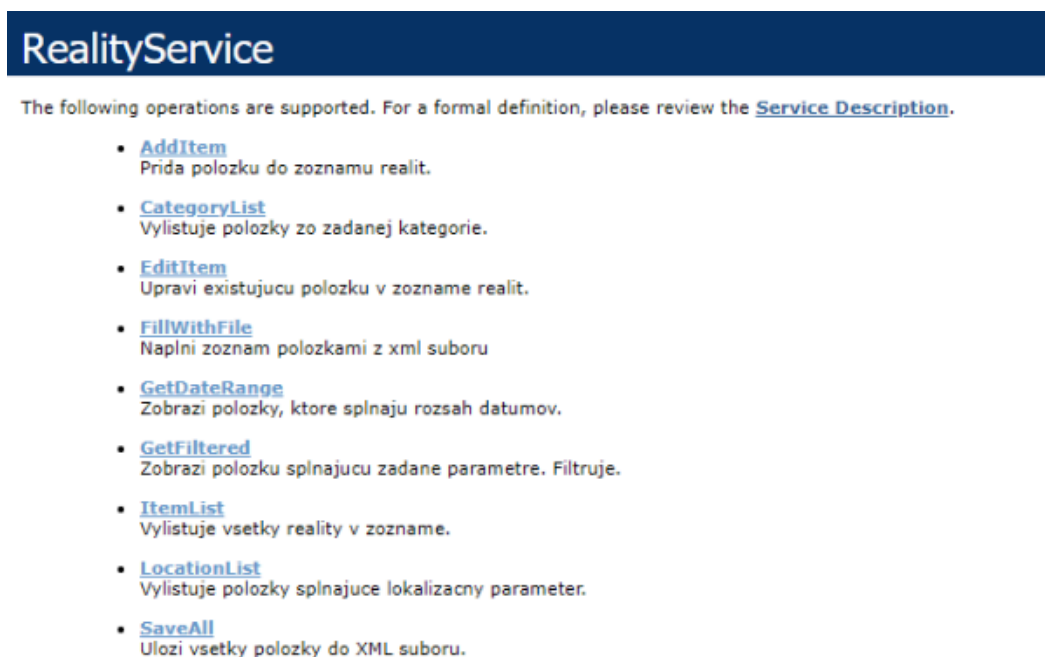 RealityService
The following operations are supported. For a formal definition, please review the Service Description.
AddItem
Prida polozku do zoznamu realit.
CategoryList
Vylistuje polozky zo zadanej kategorie.
EditItem
Upravi existujucu polozku v zozname realit.
FillWithFile
Naplni zoznam polozkami z xml suboru
GetDateRange
Zobrazi polozky, ktore splnaju rozsah datumov.
GetFiltered
Zobrazi polozku splnajucu zadane parametre. Filtruje.
ItemList
Vylistuje vsetky reality v zozname.
LocationList
Vylistuje polozky splnajuce lokalizacny parameter.
SaveAll
Ulozi vsetky polozky do XML suboru.